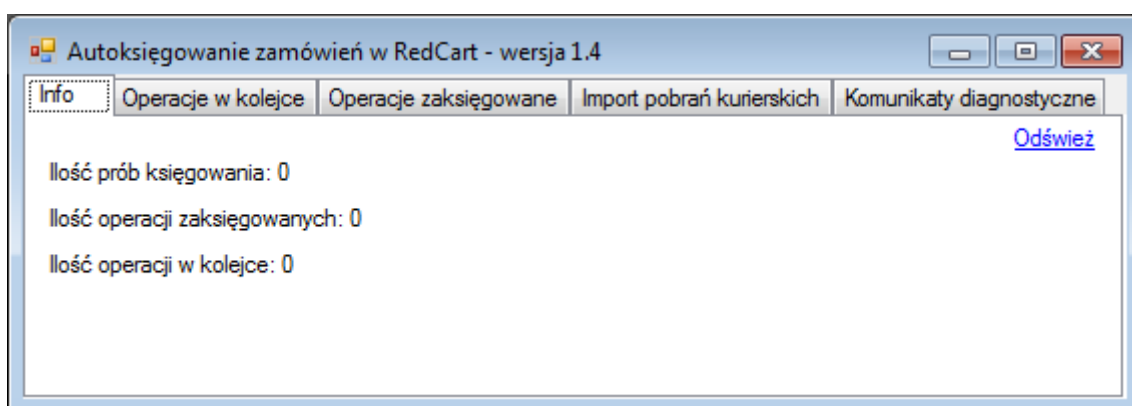 Autoksięgowanie zamówień w RedCart - wersja 1.4
Info Operacje w kolejce Operacje zaksięgowane Import pobrań kurierskich Komunikaty diagnostyczne
Odśwież
Ilość prób księgowania: 0
Ilość operacji zaksięgowanych: 0
Ilość operacji w kolejce: 0